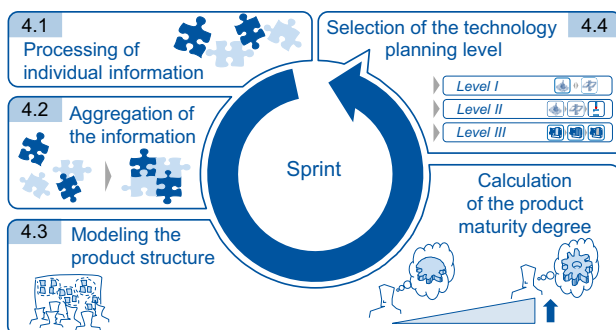 4.1
Processing of
individual information
4.2
Aggregation of
the information
4.3
Modeling the
product structure
Sprint
Selection of the technology
planning level
4.4
Level I
Level II
Level III
Calculation
of the product
maturity degree